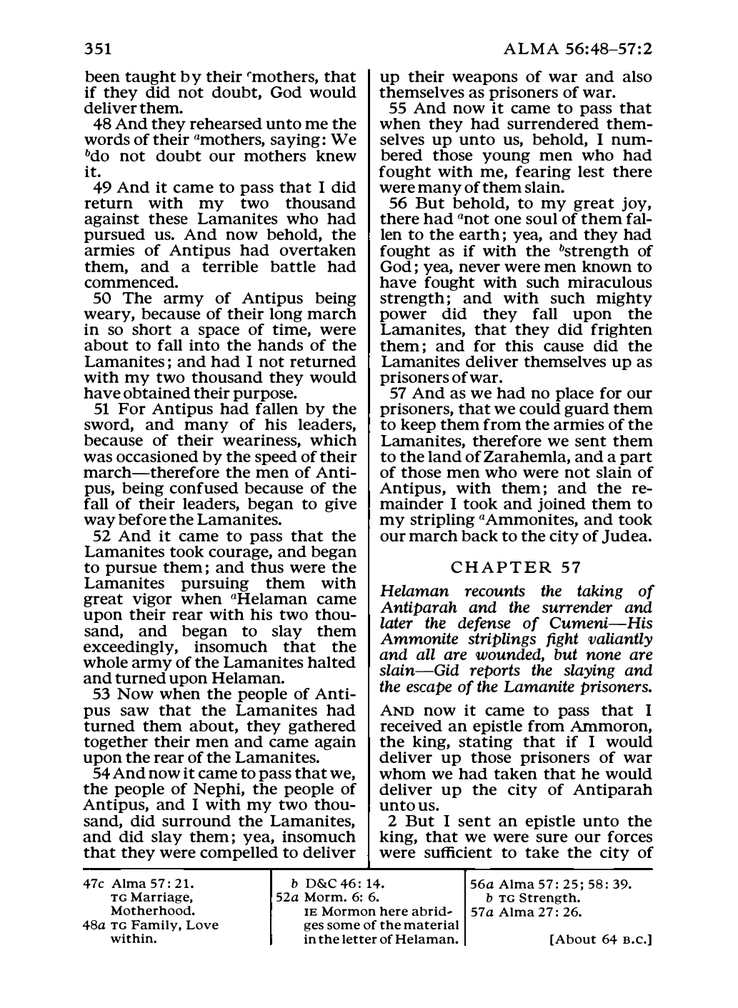 351
ALMA 56:48–57:2
been taught by their cmothers, that
if they did not doubt, God would
deliver them.
48 And they rehearsed unto me the
words of their amothers, saying: We
bdo not doubt our mothers knew
it.
49 And it came to pass that I did
return with my two thousand
against these Lamanites who had
pursued us. And now behold, the
armies of Antipus had overtaken
them, and a terrible battle had
commenced.
50 The army of Antipus being
weary, because of their long march
in so short a space of time, were
about to fall into the hands of the
Lamanites; and had I not returned
with my two thousand they would
have obtained their purpose.
51 For Antipus had fallen by the
sword, and many of his leaders,
because of their weariness, which
was occasioned by the speed of their
march—therefore the men of Anti-
pus, being confused because of the
fall of their leaders, began to give
way before the Lamanites.
52 And it came to pass that the
Lamanites took courage, and began
to pursue them; and thus were the
Lamanites pursuing them with
great vigor when aHelaman came
upon their rear with his two thou-
sand, and began to slay them
exceedingly, insomuch that the
whole army of the Lamanites halted
and turned upon Helaman.
53 Now when the people of Anti-
pus saw that the Lamanites had
turned them about, they gathered
together their men and came again
upon the rear of the Lamanites.
54 And now it came to pass that we,
the people of Nephi, the people of
Antipus, and I with my two thou-
sand, did surround the Lamanites,
and did slay them; yea, insomuch
that they were compelled to deliver
up their weapons of war and also
themselves as prisoners of war.
55 And now it came to pass that
when they had surrendered them-
selves up unto us, behold, I num-
bered those young men who had
fought with me, fearing lest there
were many of them slain.
56 But behold, to my great joy,
there had anot one soul of them fal-
len to the earth; yea, and they had
fought as if with the bstrength of
God; yea, never were men known to
have fought with such miraculous
strength; and with such mighty
power did they fall upon the
Lamanites, that they did frighten
them; and for this cause did the
Lamanites deliver themselves up as
prisoners of war.
57 And as we had no place for our
prisoners, that we could guard them
to keep them from the armies of the
Lamanites, therefore we sent them
to the land of Zarahemla, and a part
of those men who were not slain of
Antipus, with them; and the re-
mainder I took and joined them to
my stripling aAmmonites, and took
our march back to the city of Judea.
CHAPTER 57
Helaman recounts the taking of
Antiparah and the surrender and
later the defense of Cumeni—His
Ammonite striplings fight valiantly
and all are wounded, but none are
slain—Gid reports the slaying and
the escape of the Lamanite prisoners.
AND now it came to pass that I
received an epistle from Ammoron,
the king, stating that if I would
deliver up those prisoners of war
whom we had taken that he would
deliver up the city of Antiparah
unto us.
2 But I sent an epistle unto the
king, that we were sure our forces
were sufficient to take the city of
47c Alma 57: 21.
TG Marriage,
Motherhood.
48a TG Family, Love
within.
b D&C 46: 14.
52a Morm. 6: 6.
IE Mormon here abrid-
ges some of the material
in the letter of Helaman.
56a Alma 57: 25; 58: 39.
b TG Strength.
57a Alma 27: 26.
[About 64 B.C.]